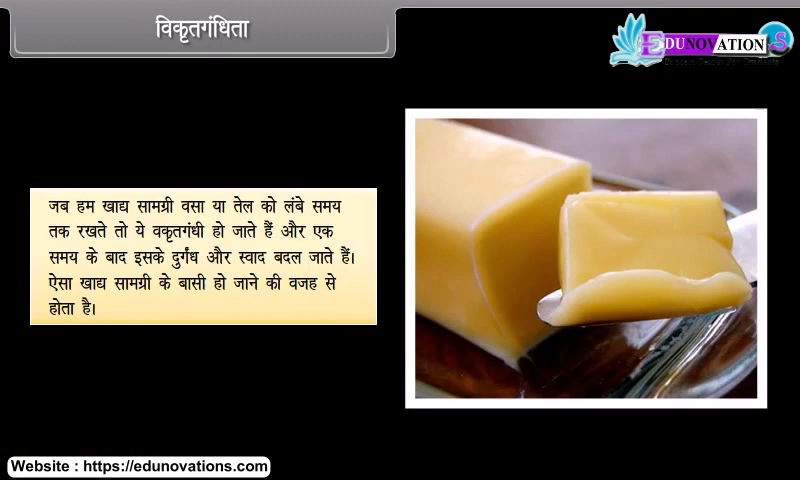 विकृतगंधिता
EDUNOVATIONS
जब हम खाद्य सामग्री वसा या तेल को लंबे समय
तक रखते तो ये वकृतगंधी हो जाते हैं और एक
समय के बाद इसके दुर्गंध और स्वाद बदल जाते हैं।
ऐसा खाद्य सामग्री के बासी हो जाने की वजह से
होता है।
Website : https://edunovations.com